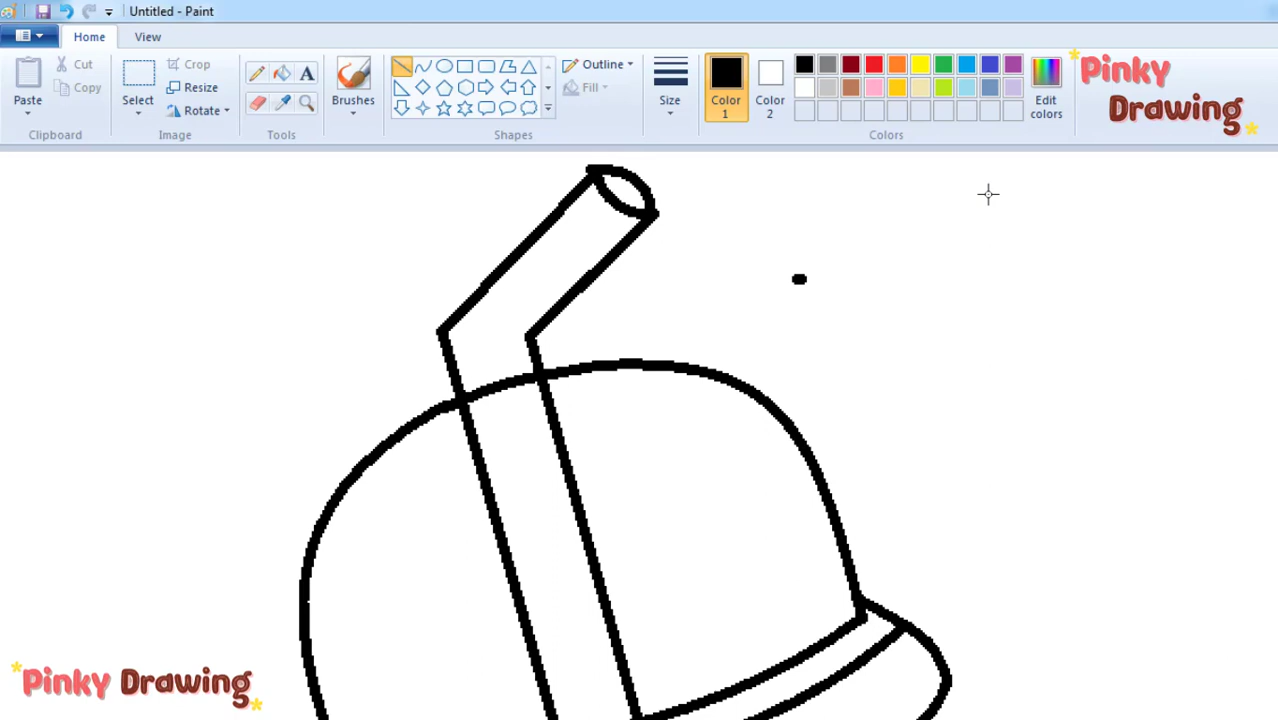 Untitled - Paint
Home View
Paste
Cut
Copy
Clipboard
Select
Crop
Resize
Rotate
Image
A
Tools
Brushes
Outline
Fill
Shapes
Size
Color
1
Color
2
Colors
Edit
colors
Pinky
Drawing
Pinky Drawing